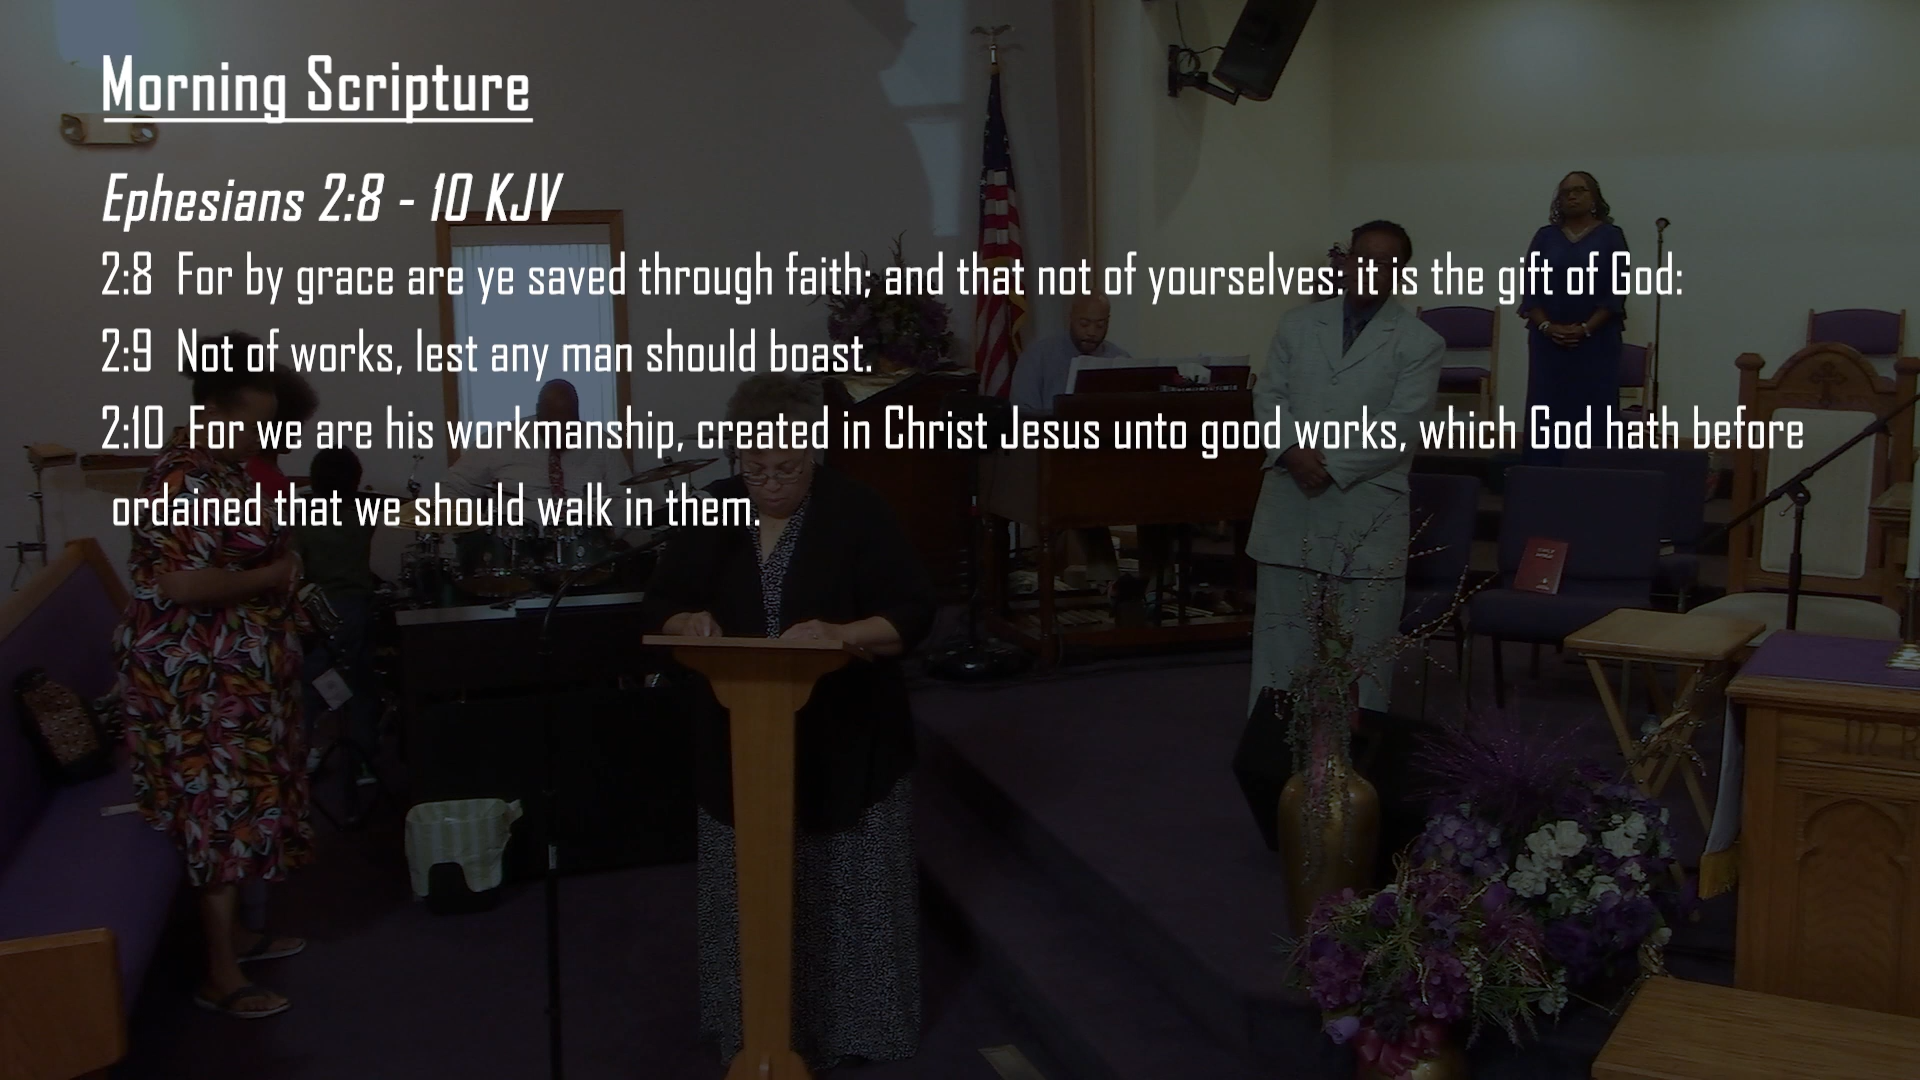 Morning Scripture
Ephesians 2:8 - 10 KJV
2:8 For by grace are ye saved through faith; and that not of yourselves: it is the gift of God:
2:9 Not of works, lest any man should boast.
2:10 For we are his workmanship, created in Christ Jesus unto good works, which God hath before
ordained that we should walk in them.